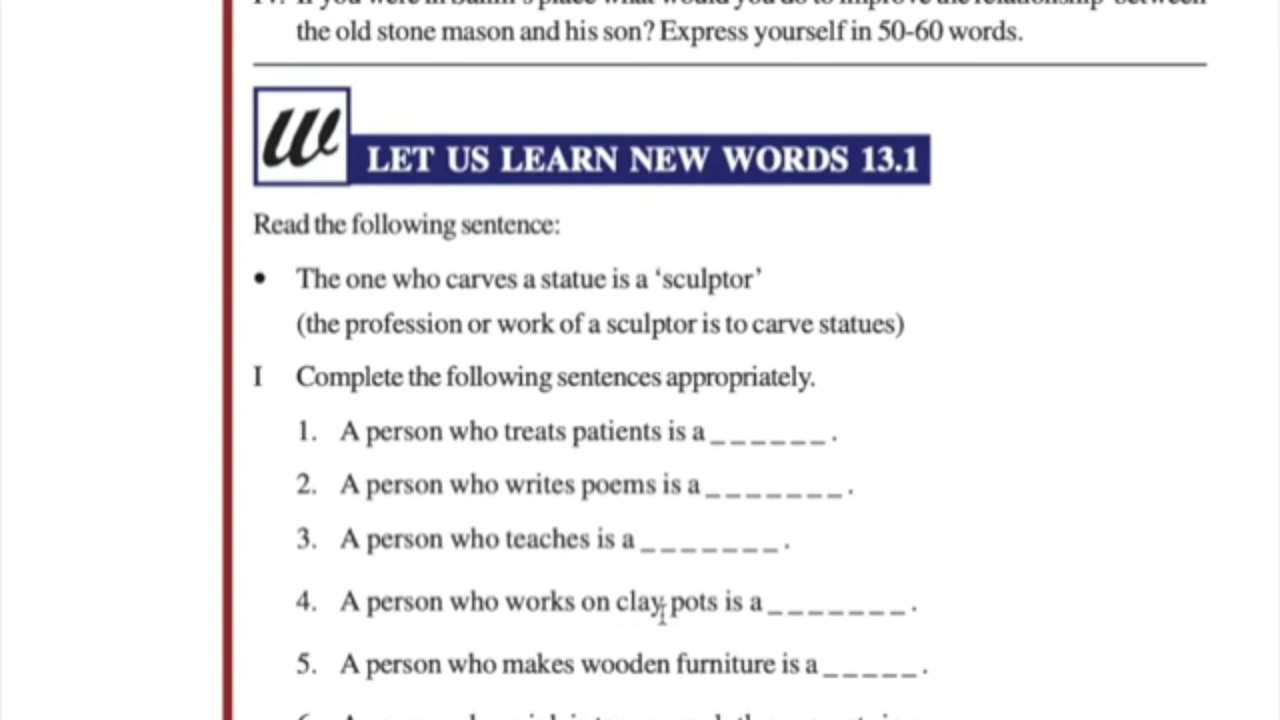 the old stone mason and his son? Express yourself in 50-60 words.
W
LET US LEARN NEW WORDS 13.1
Read the following sentence:
• The one who carves a statue is a ‘sculptor’
(the profession or work of a sculptor is to carve statues)
I Complete the following sentences appropriately.
1. A person who treats patients is a ______.
2. A person who writes poems is a _______.
3. A person who teaches is a _______.
4. A person who works on clay pots is a _______.
5. A person who makes wooden furniture is a _____.